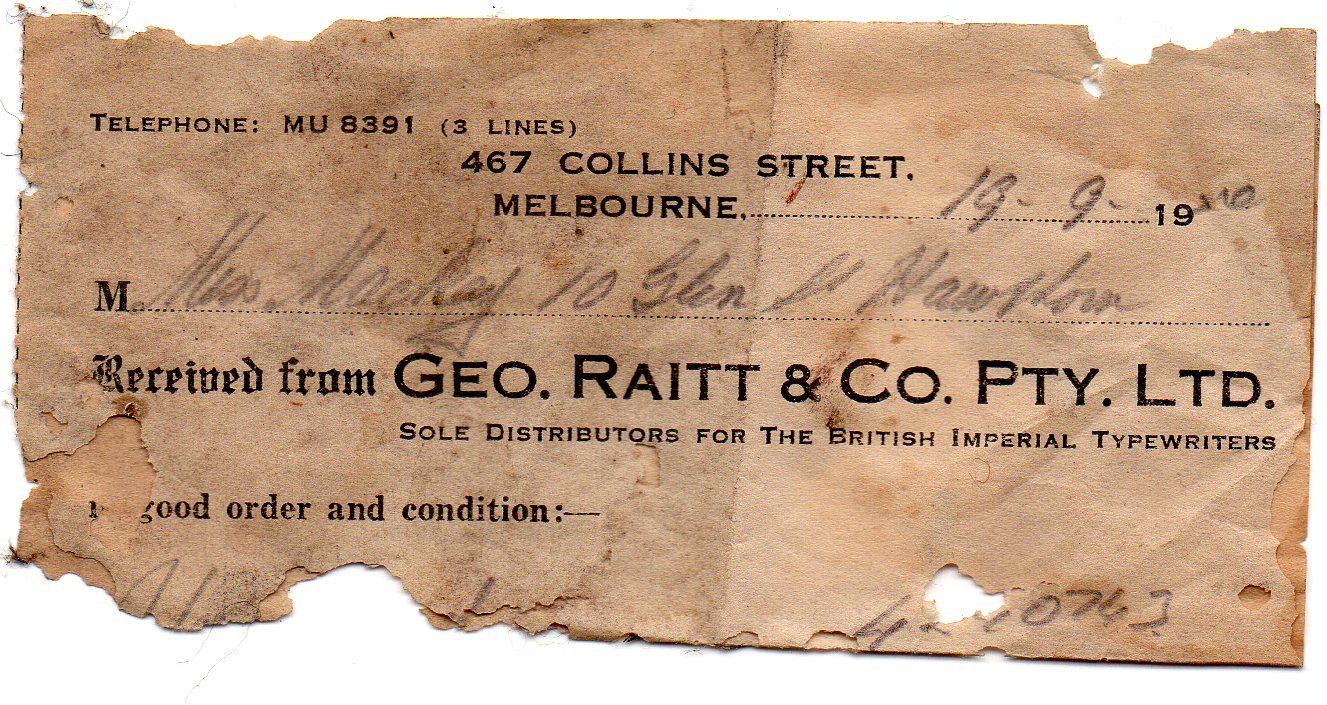 TELEPHONE: MU 8391 (3 LINES)
467 COLLINS STREET,
MELBOURNE, 19 - 9 - 19
M. Miss Mackay 10 Glen St Hawthorn
Received from GEO. RAITT & CO. PTY. LTD.
SOLE DISTRIBUTORS FOR THE BRITISH IMPERIAL TYPEWRITERS
good order and condition:—